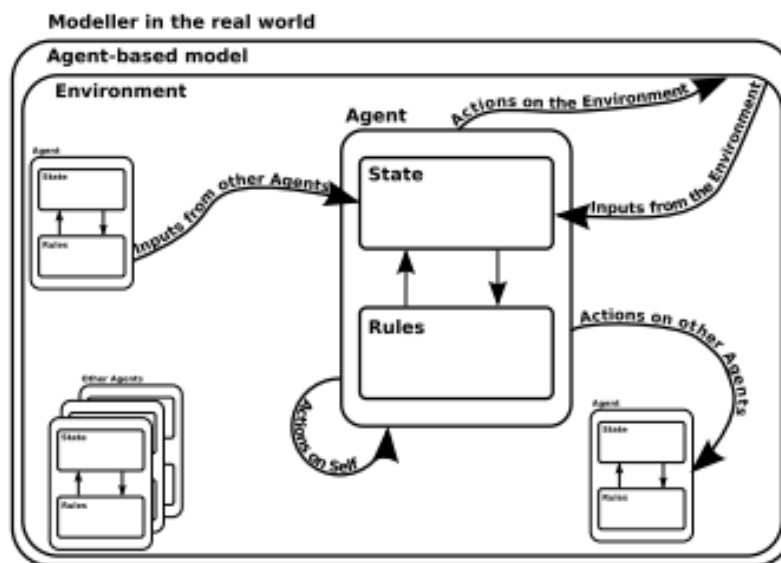 Modeller in the real world
Agent-based model
Environment
Agent
State
Rules
Inputs from other Agents
Agent
State
Rules
Actions on the Environment
Inputs from the Environment
Actions on Self
Actions on other Agents
Other Agents
State
Rules
Agent
State
Rules